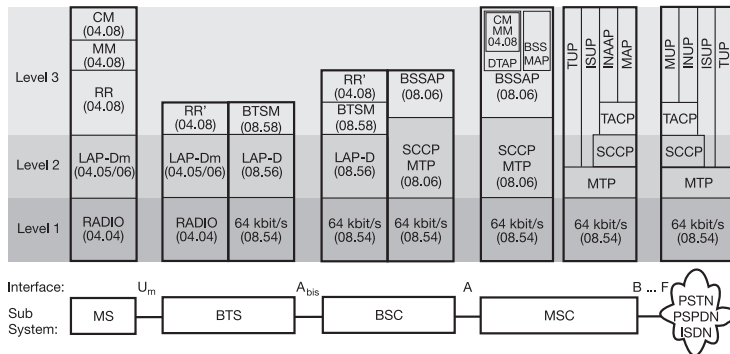 Level 3
Level 2
Level 1
CM
(04.08)
MM
(04.08)
RR
(04.08)
LAP-Dm
(04.05/06)
RADIO
(04.04)
RR'
(04.08)
LAP-Dm
(04.05/06)
RADIO
(04.04)
BTSM
(08.58)
LAP-D
(08.56)
64 kbit/s
(08.54)
RR'
(04.08)
BTSM
(08.58)
LAP-D
(08.56)
64 kbit/s
(08.54)
BSSAP
(08.06)
SCCP
MTP
(08.06)
64 kbit/s
(08.54)
CM
MM
04.08
DTAP
BSS
MAP
BSSAP
(08.06)
SCCP
MTP
(08.06)
64 kbit/s
(08.54)
TUP
ISUP
INAAP
MAP
TACP
SCCP
MTP
64 kbit/s
(08.54)
MUP
INUP
ISUP
TUP
TACP
SCCP
MTP
64 kbit/s
(08.54)
Interface: Um Abis A B ... F
Sub
System:
MS
BTS
BSC
MSC
PSTN
PSPDN
ISDN